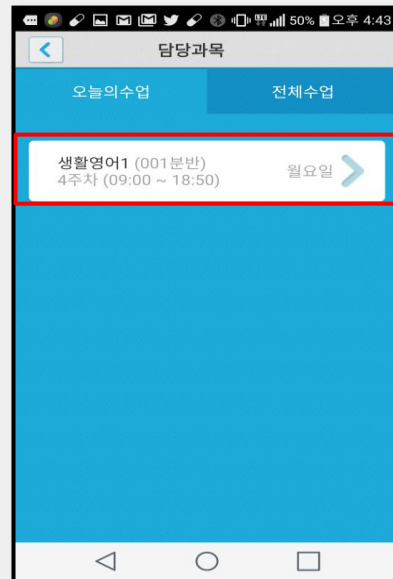 50% 오후 4:43
담당과목
오늘의수업 전체수업
생활영어1 (001분반)
4주차 (09:00 ~ 18:50)
월요일